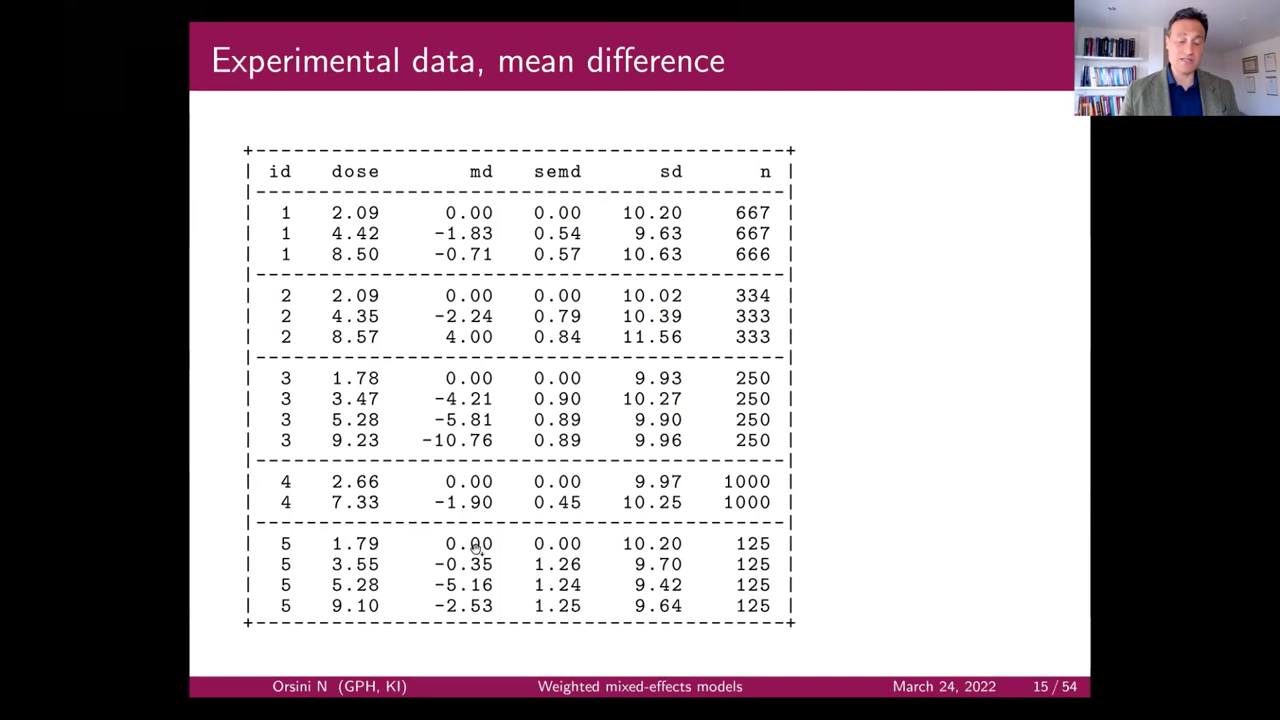 Experimental data, mean difference
+----------------------------------------------------+
| id dose md semd sd n |
|----------------------------------------------------|
| 1 2.09 0.00 0.00 10.20 667 |
| 1 4.42 -1.83 0.54 9.63 667 |
| 1 8.50 -0.71 0.57 10.63 666 |
|----------------------------------------------------|
| 2 2.09 0.00 0.00 10.02 334 |
| 2 4.35 -2.24 0.79 10.39 333 |
| 2 8.57 4.00 0.84 11.56 333 |
|----------------------------------------------------|
| 3 1.78 0.00 0.00 9.93 250 |
| 3 3.47 -4.21 0.90 10.27 250 |
| 3 5.28 -5.81 0.89 9.90 250 |
| 3 9.23 -10.76 0.89 9.96 250 |
|----------------------------------------------------|
| 4 2.66 0.00 0.00 9.97 1000 |
| 4 7.33 -1.90 0.45 10.25 1000 |
|----------------------------------------------------|
| 5 1.79 0.00 0.00 10.20 125 |
| 5 3.55 -0.35 1.26 9.70 125 |
| 5 5.28 -5.16 1.24 9.42 125 |
| 5 9.10 -2.53 1.25 9.64 125 |
+----------------------------------------------------+
Orsini N (GPH, KI) Weighted mixed-effects models March 24, 2022 15 / 54